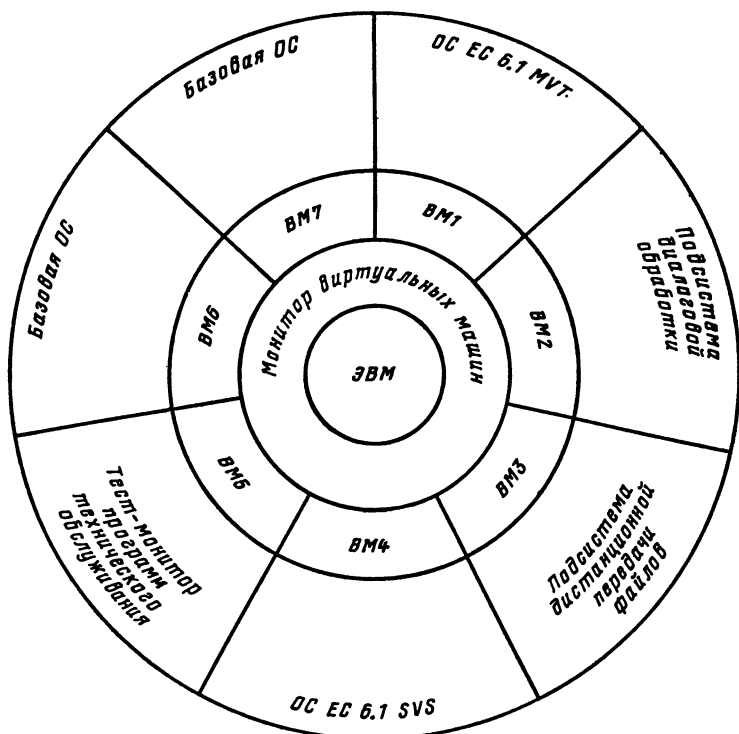 Базовая ОС
ОС ЕС 6.1 MVT.
Базовая ОС
ВМ7
ВМ1
Подсистема
диалоговой
обработки
ВМ6
Монитор виртуальных машин
ВМ2
ЭВМ
Тест-монитор
программ
технического
обслуживания
ВМ5
ВМ3
ВМ4
Подсистема
дистанционной
передачи
файлов
ОС ЕС 6.1 SVS